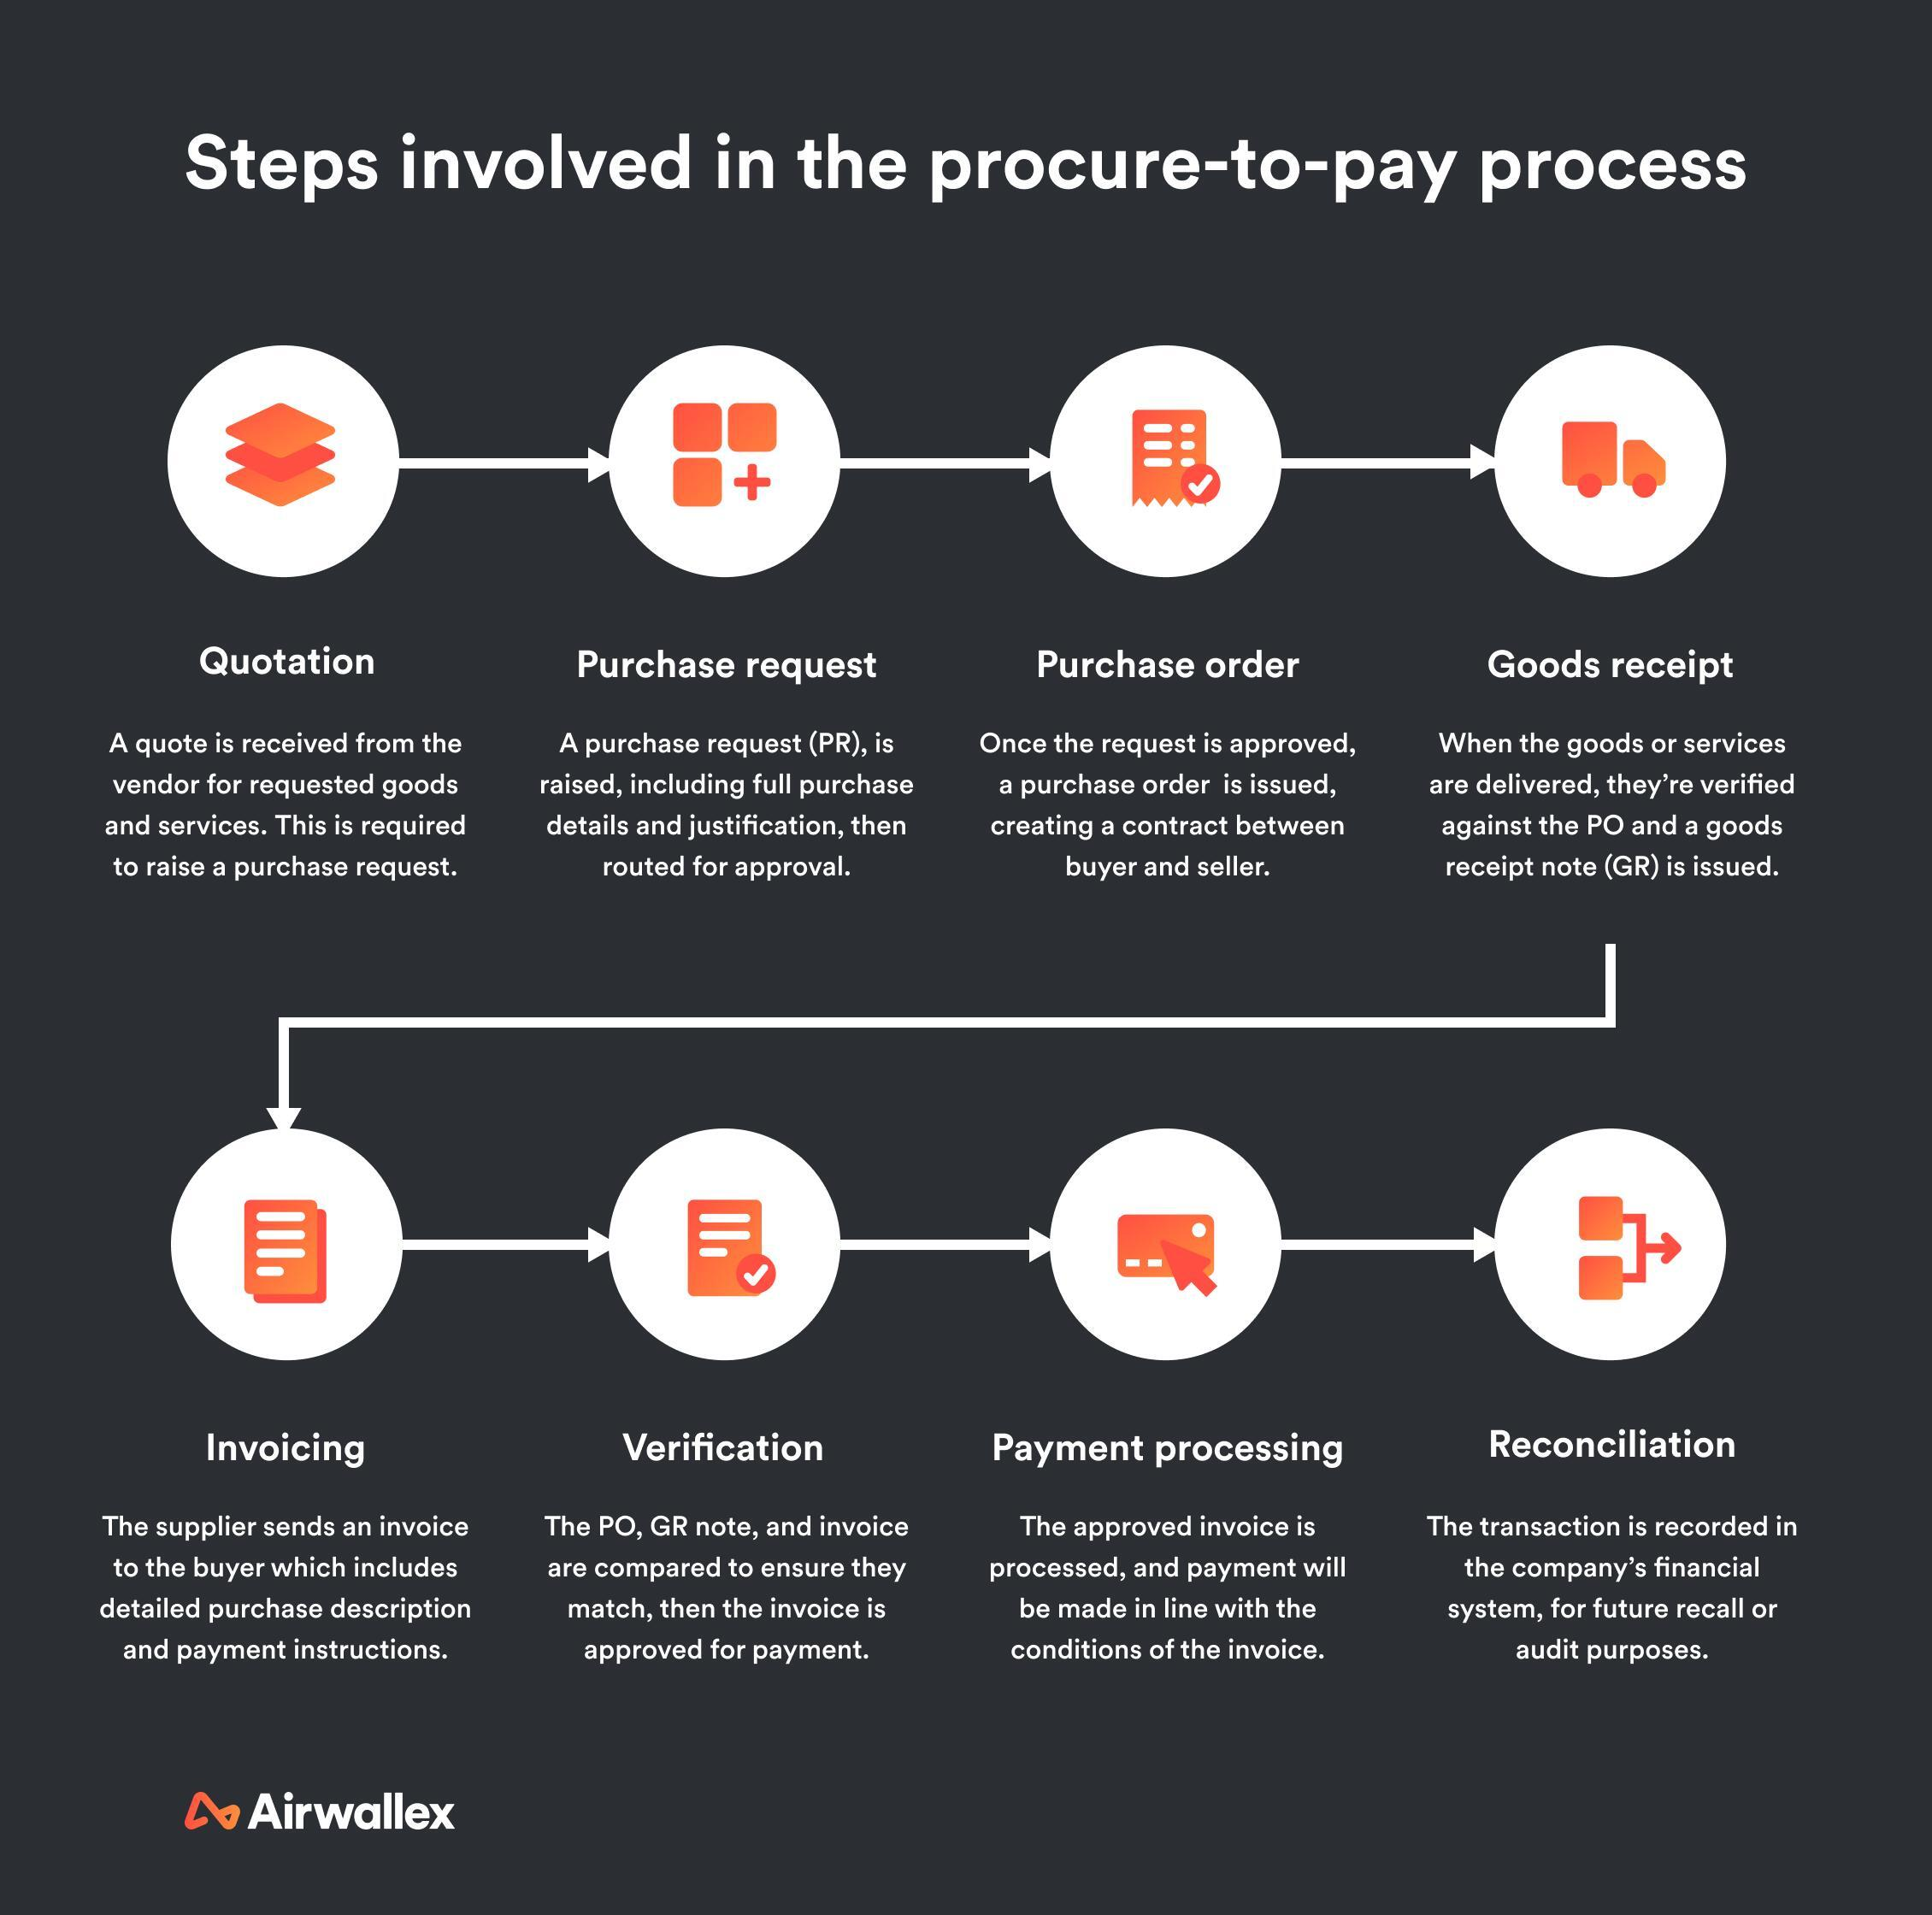 Steps involved in the procure-to-pay process
Quotation
A quote is received from the
vendor for requested goods
and services. This is required
to raise a purchase request.
Purchase request
A purchase request (PR), is
raised, including full purchase
details and justification, then
routed for approval.
Purchase order
Once the request is approved,
a purchase order  is issued,
creating a contract between
buyer and seller.
Goods receipt
When the goods or services
are delivered, they’re verified
against the PO and a goods
receipt note (GR) is issued.
Invoicing
The supplier sends an invoice
to the buyer which includes
detailed purchase description
and payment instructions.
Verification
The PO, GR note, and invoice
are compared to ensure they
match, then the invoice is
approved for payment.
Payment processing
The approved invoice is
processed, and payment will
be made in line with the
conditions of the invoice.
Reconciliation
The transaction is recorded in
the company’s financial
system, for future recall or
audit purposes.
Airwallex